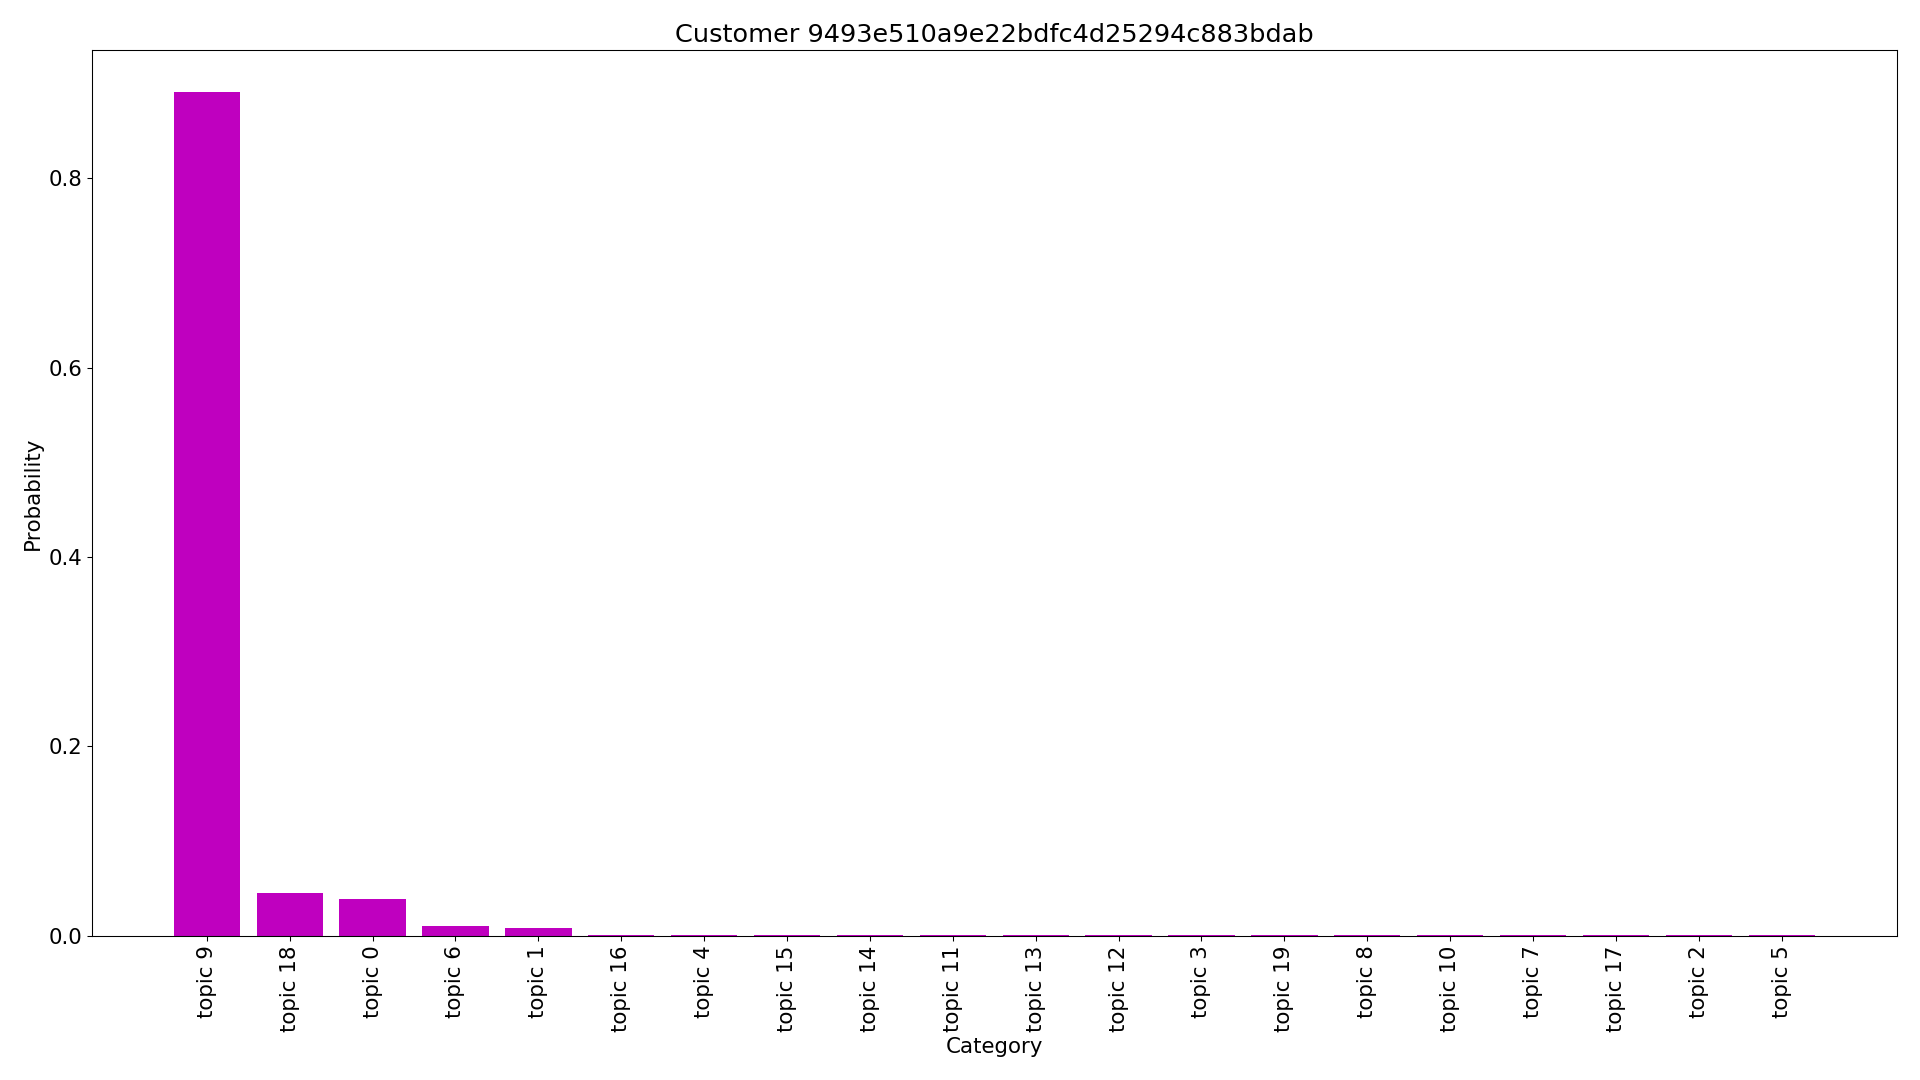 Customer 9493e510a9e22bdfc4d25294c883bdab
Probability
0.8
0.6
0.4
0.2
0.0
topic 9
topic 18
topic 0
topic 6
topic 1
topic 16
topic 4
topic 15
topic 14
topic 11
topic 13
topic 12
topic 3
topic 19
topic 8
topic 10
topic 7
topic 17
topic 2
topic 5
Category